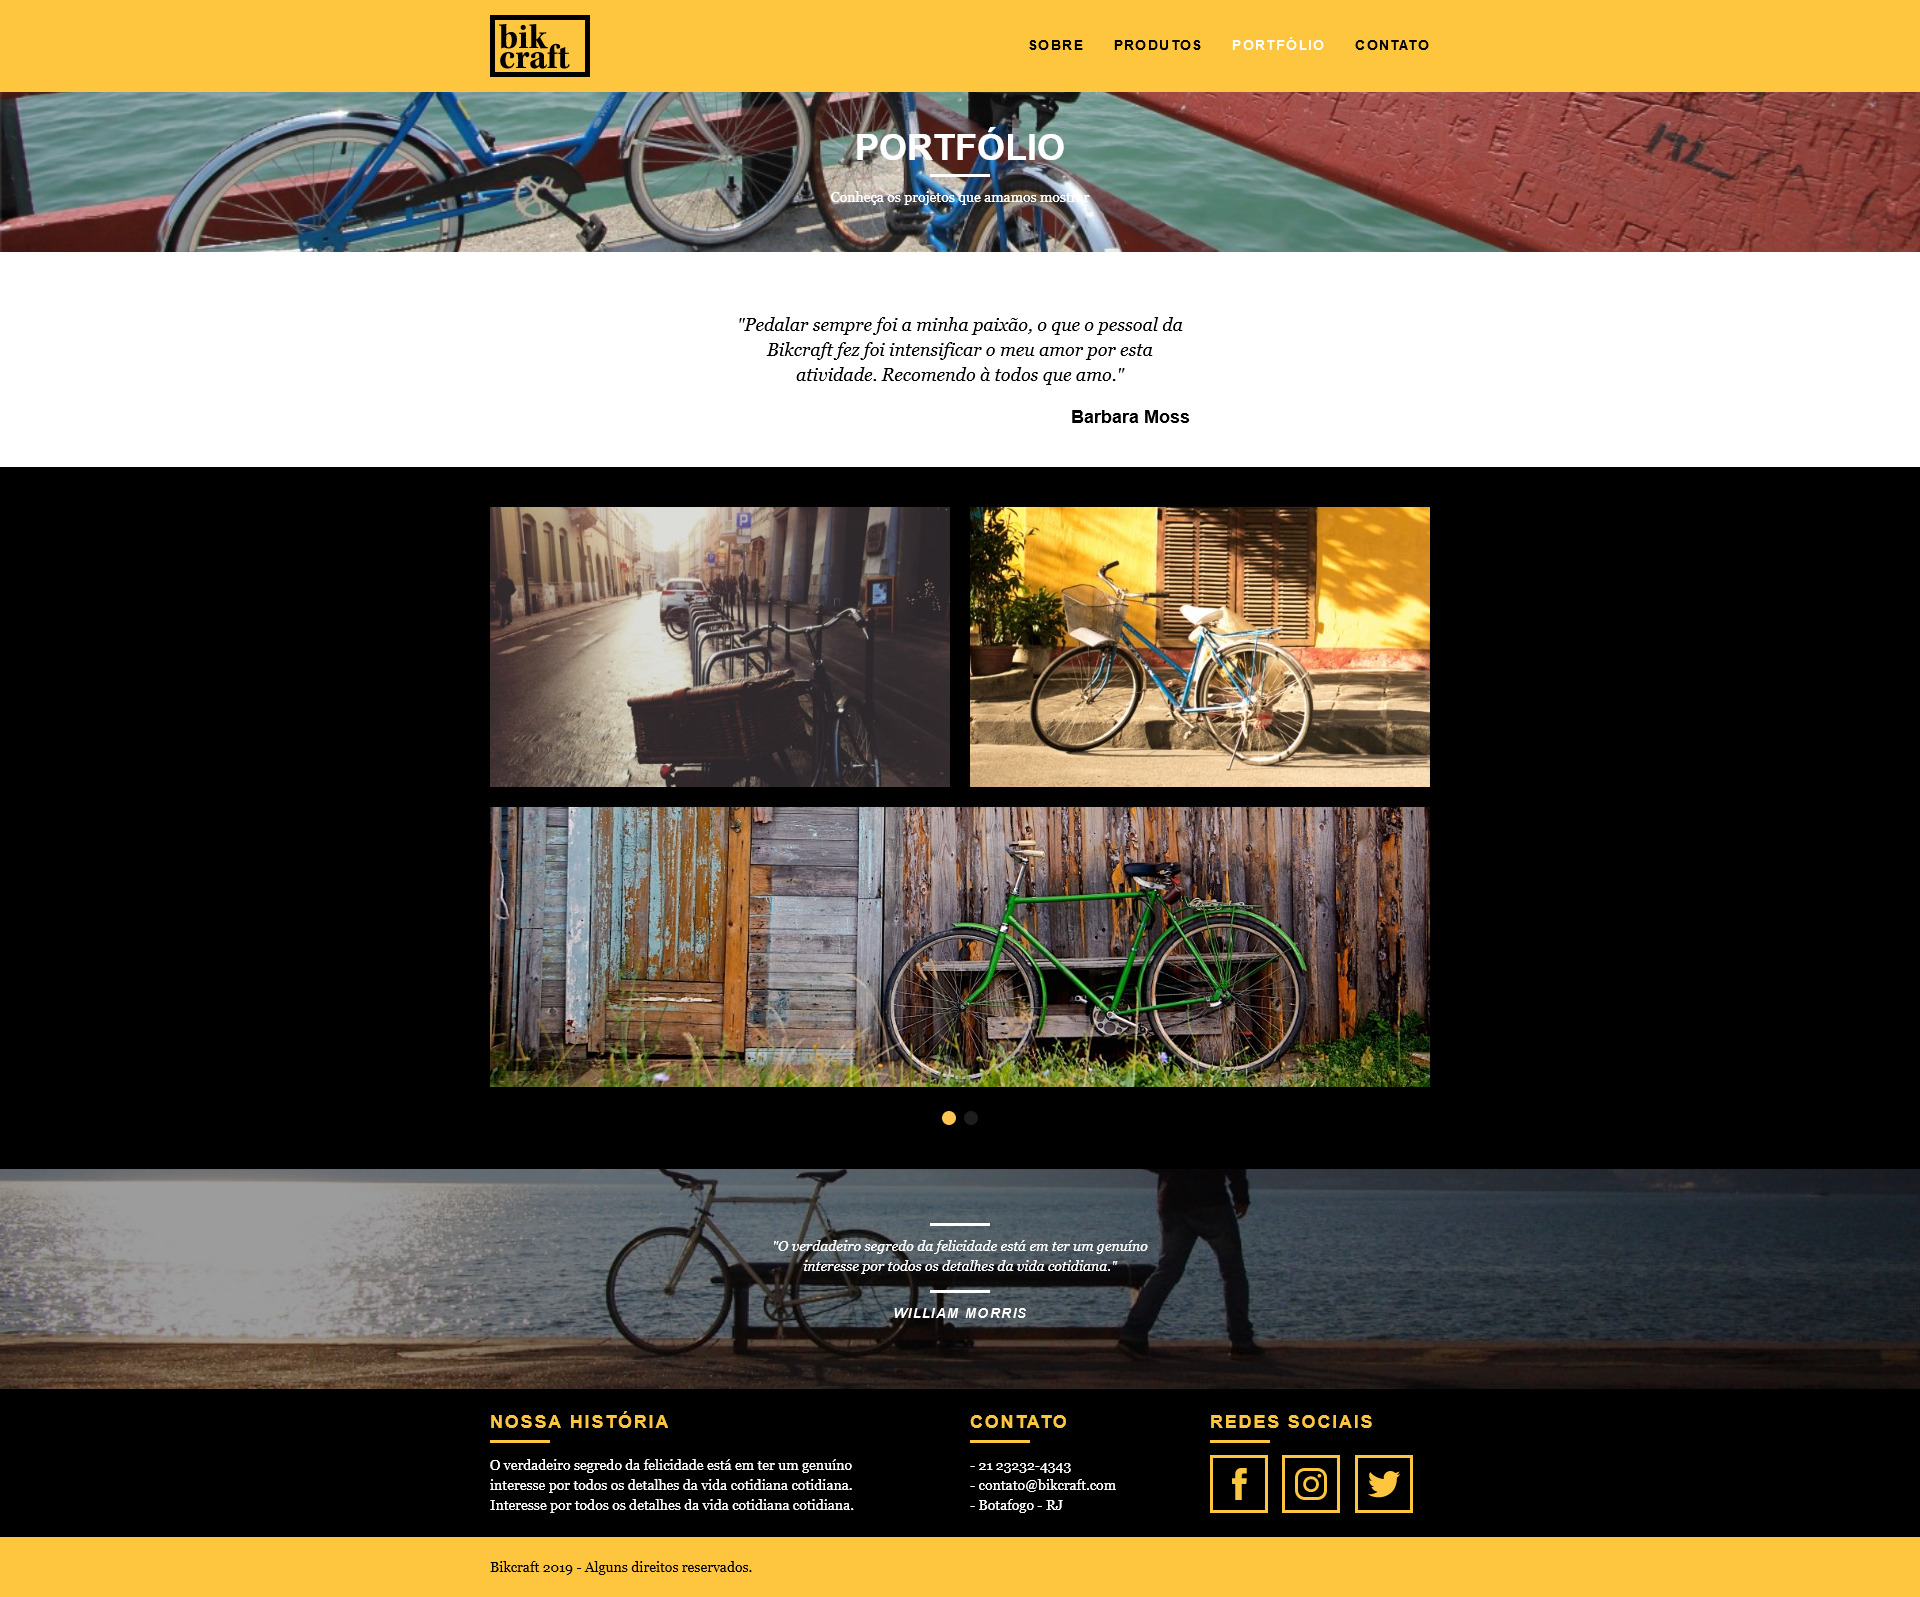 bik
craft
SOBRE PRODUTOS PORTFÓLIO CONTATO
PORTFÓLIO
Conheça os projetos que amamos mostrar
"Pedalar sempre foi a minha paixão, o que o pessoal da
Bikcraft fez foi intensificar o meu amor por esta
atividade. Recomendo à todos que amo."
Barbara Moss
P
"O verdadeiro segredo da felicidade está em ter um genuíno
interesse por todos os detalhes da vida cotidiana."
WILLIAM MORRIS
NOSSA HISTÓRIA
O verdadeiro segredo da felicidade está em ter um genuíno
interesse por todos os detalhes da vida cotidiana cotidiana.
Interesse por todos os detalhes da vida cotidiana cotidiana.
CONTATO
- 21 23232-4343
- contato@bikcraft.com
- Botafogo - RJ
REDES SOCIAIS
Bikcraft 2019 - Alguns direitos reservados.